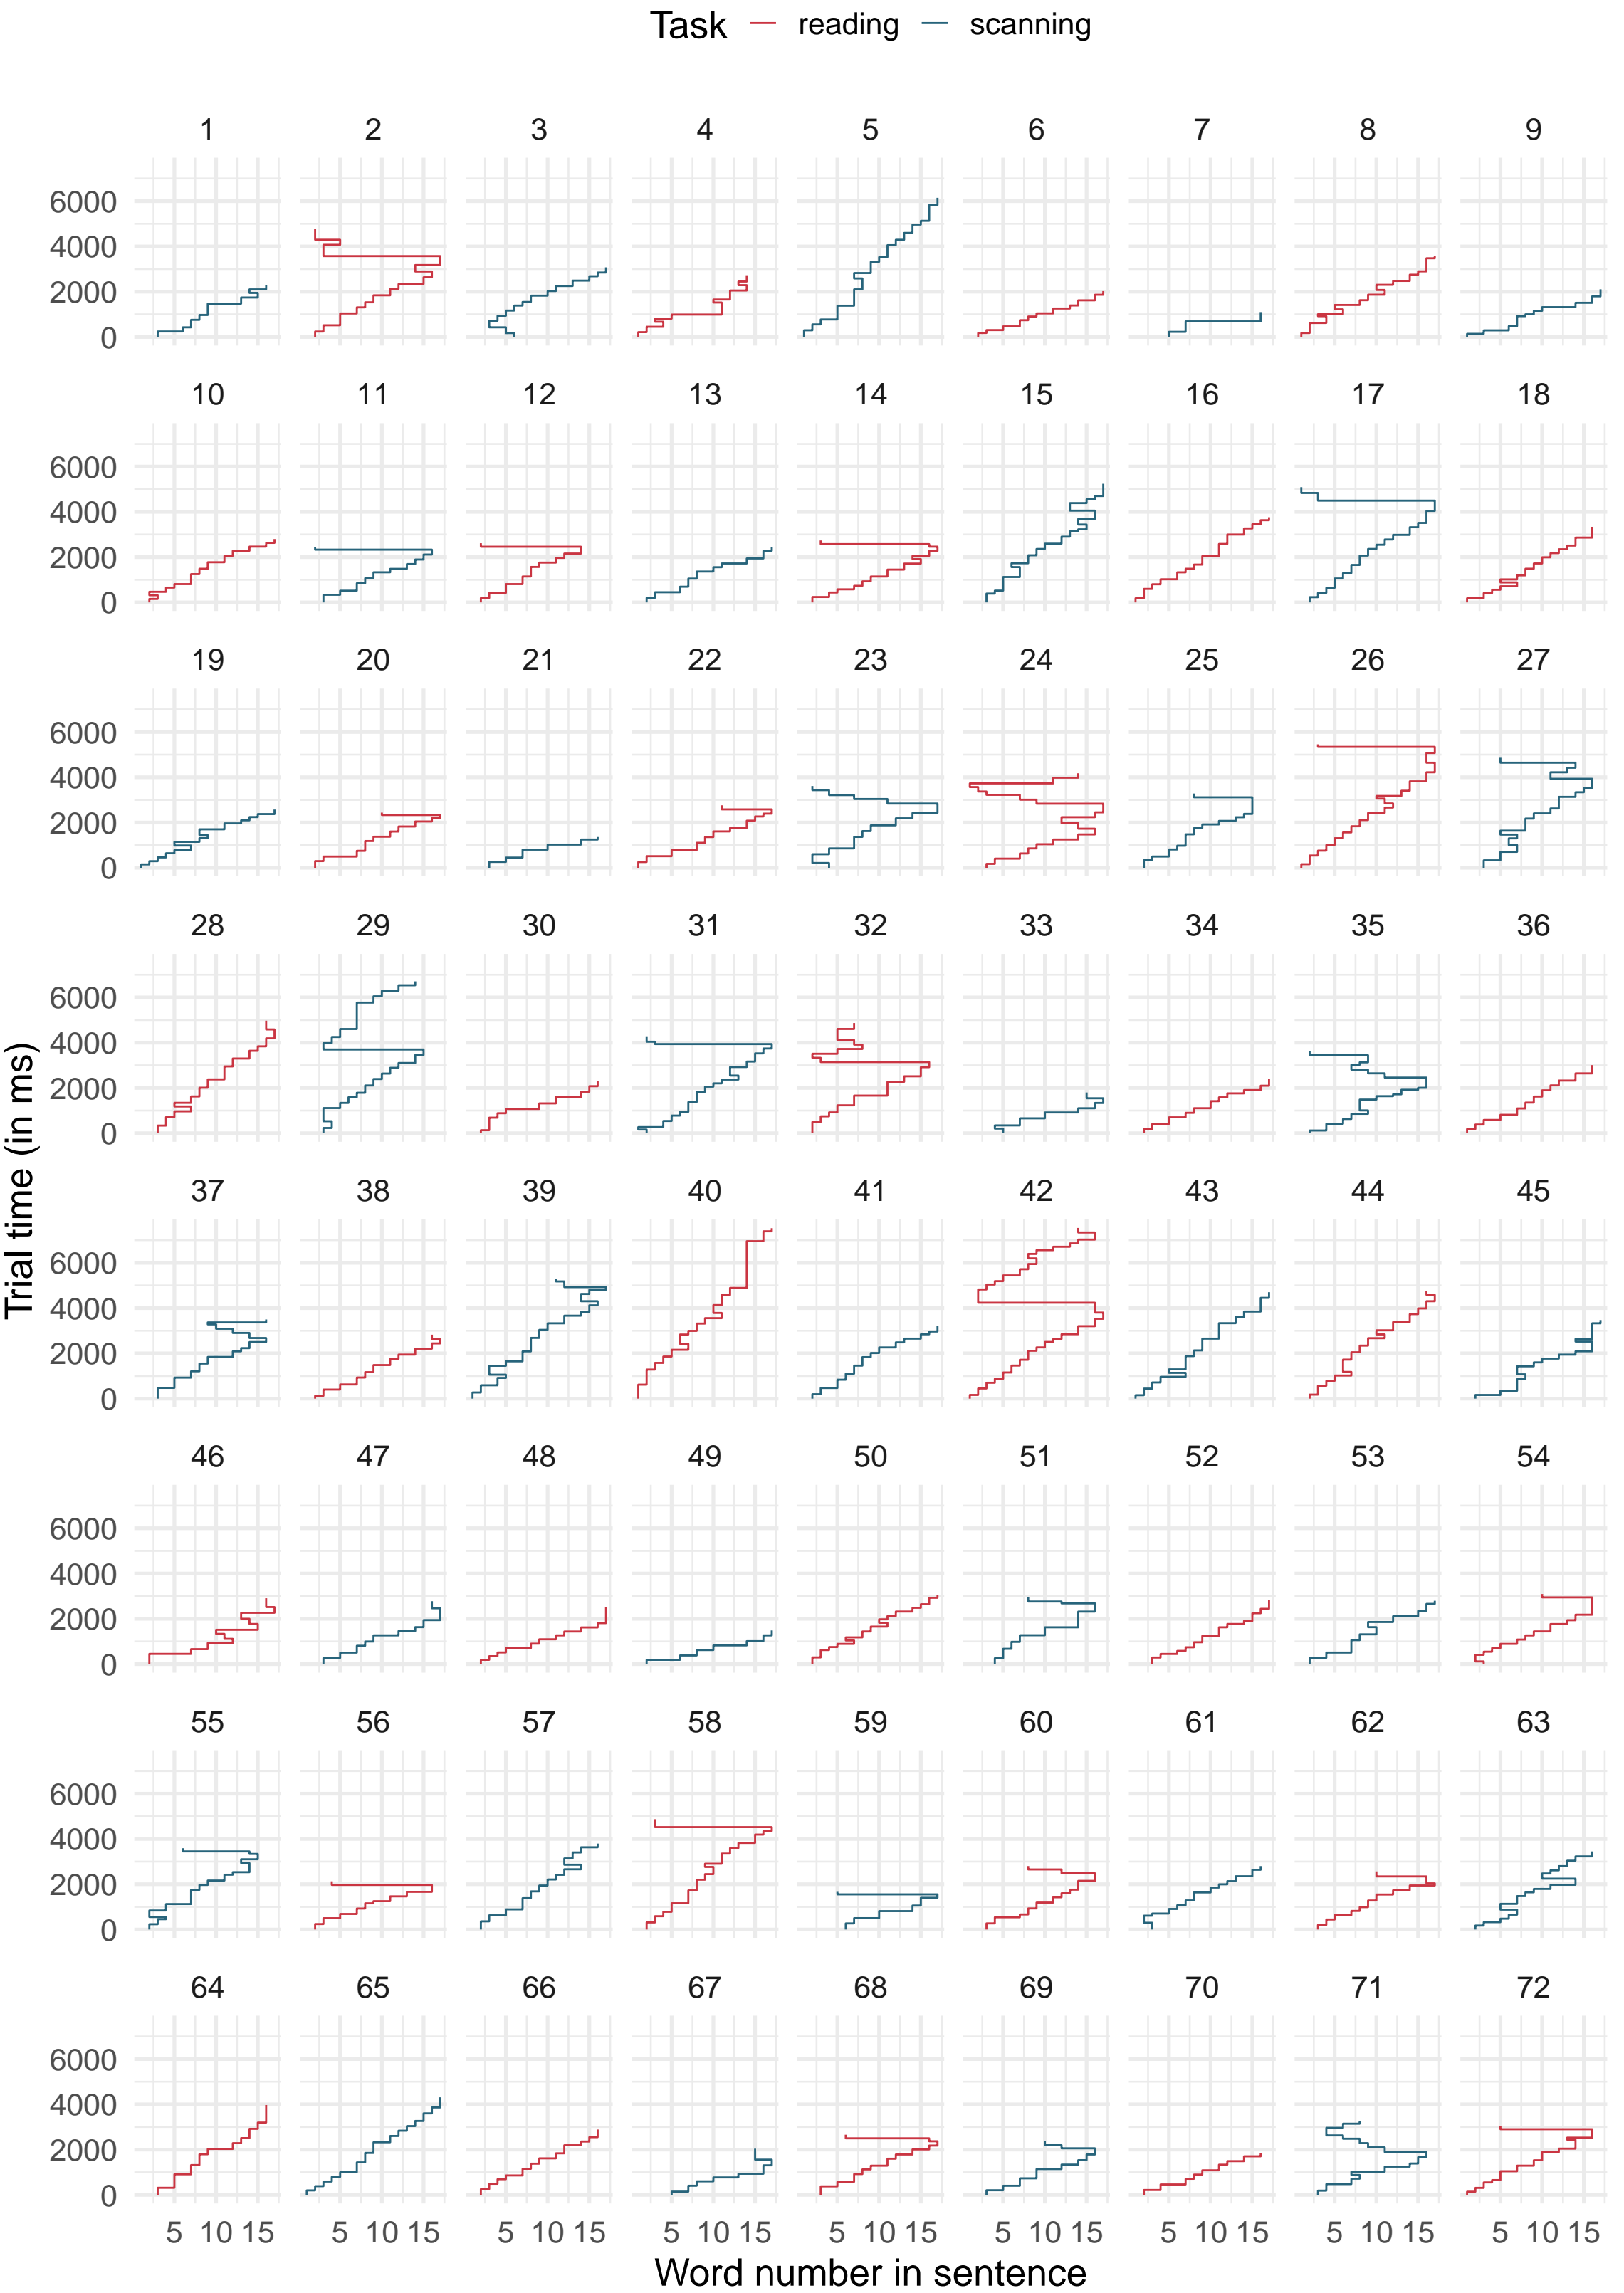 Task reading scanning
1 2 3 4 5 6 7 8 9
6000
4000
2000
0
10 11 12 13 14 15 16 17 18
6000
4000
2000
0
19 20 21 22 23 24 25 26 27
6000
4000
2000
0
28 29 30 31 32 33 34 35 36
6000
4000
2000
0
Trial time (in ms)
37 38 39 40 41 42 43 44 45
6000
4000
2000
0
46 47 48 49 50 51 52 53 54
6000
4000
2000
0
55 56 57 58 59 60 61 62 63
6000
4000
2000
0
64 65 66 67 68 69 70 71 72
6000
4000
2000
0
5 10 15 5 10 15 5 10 15 5 10 15 5 10 15 5 10 15 5 10 15 5 10 15 5 10 15
Word number in sentence